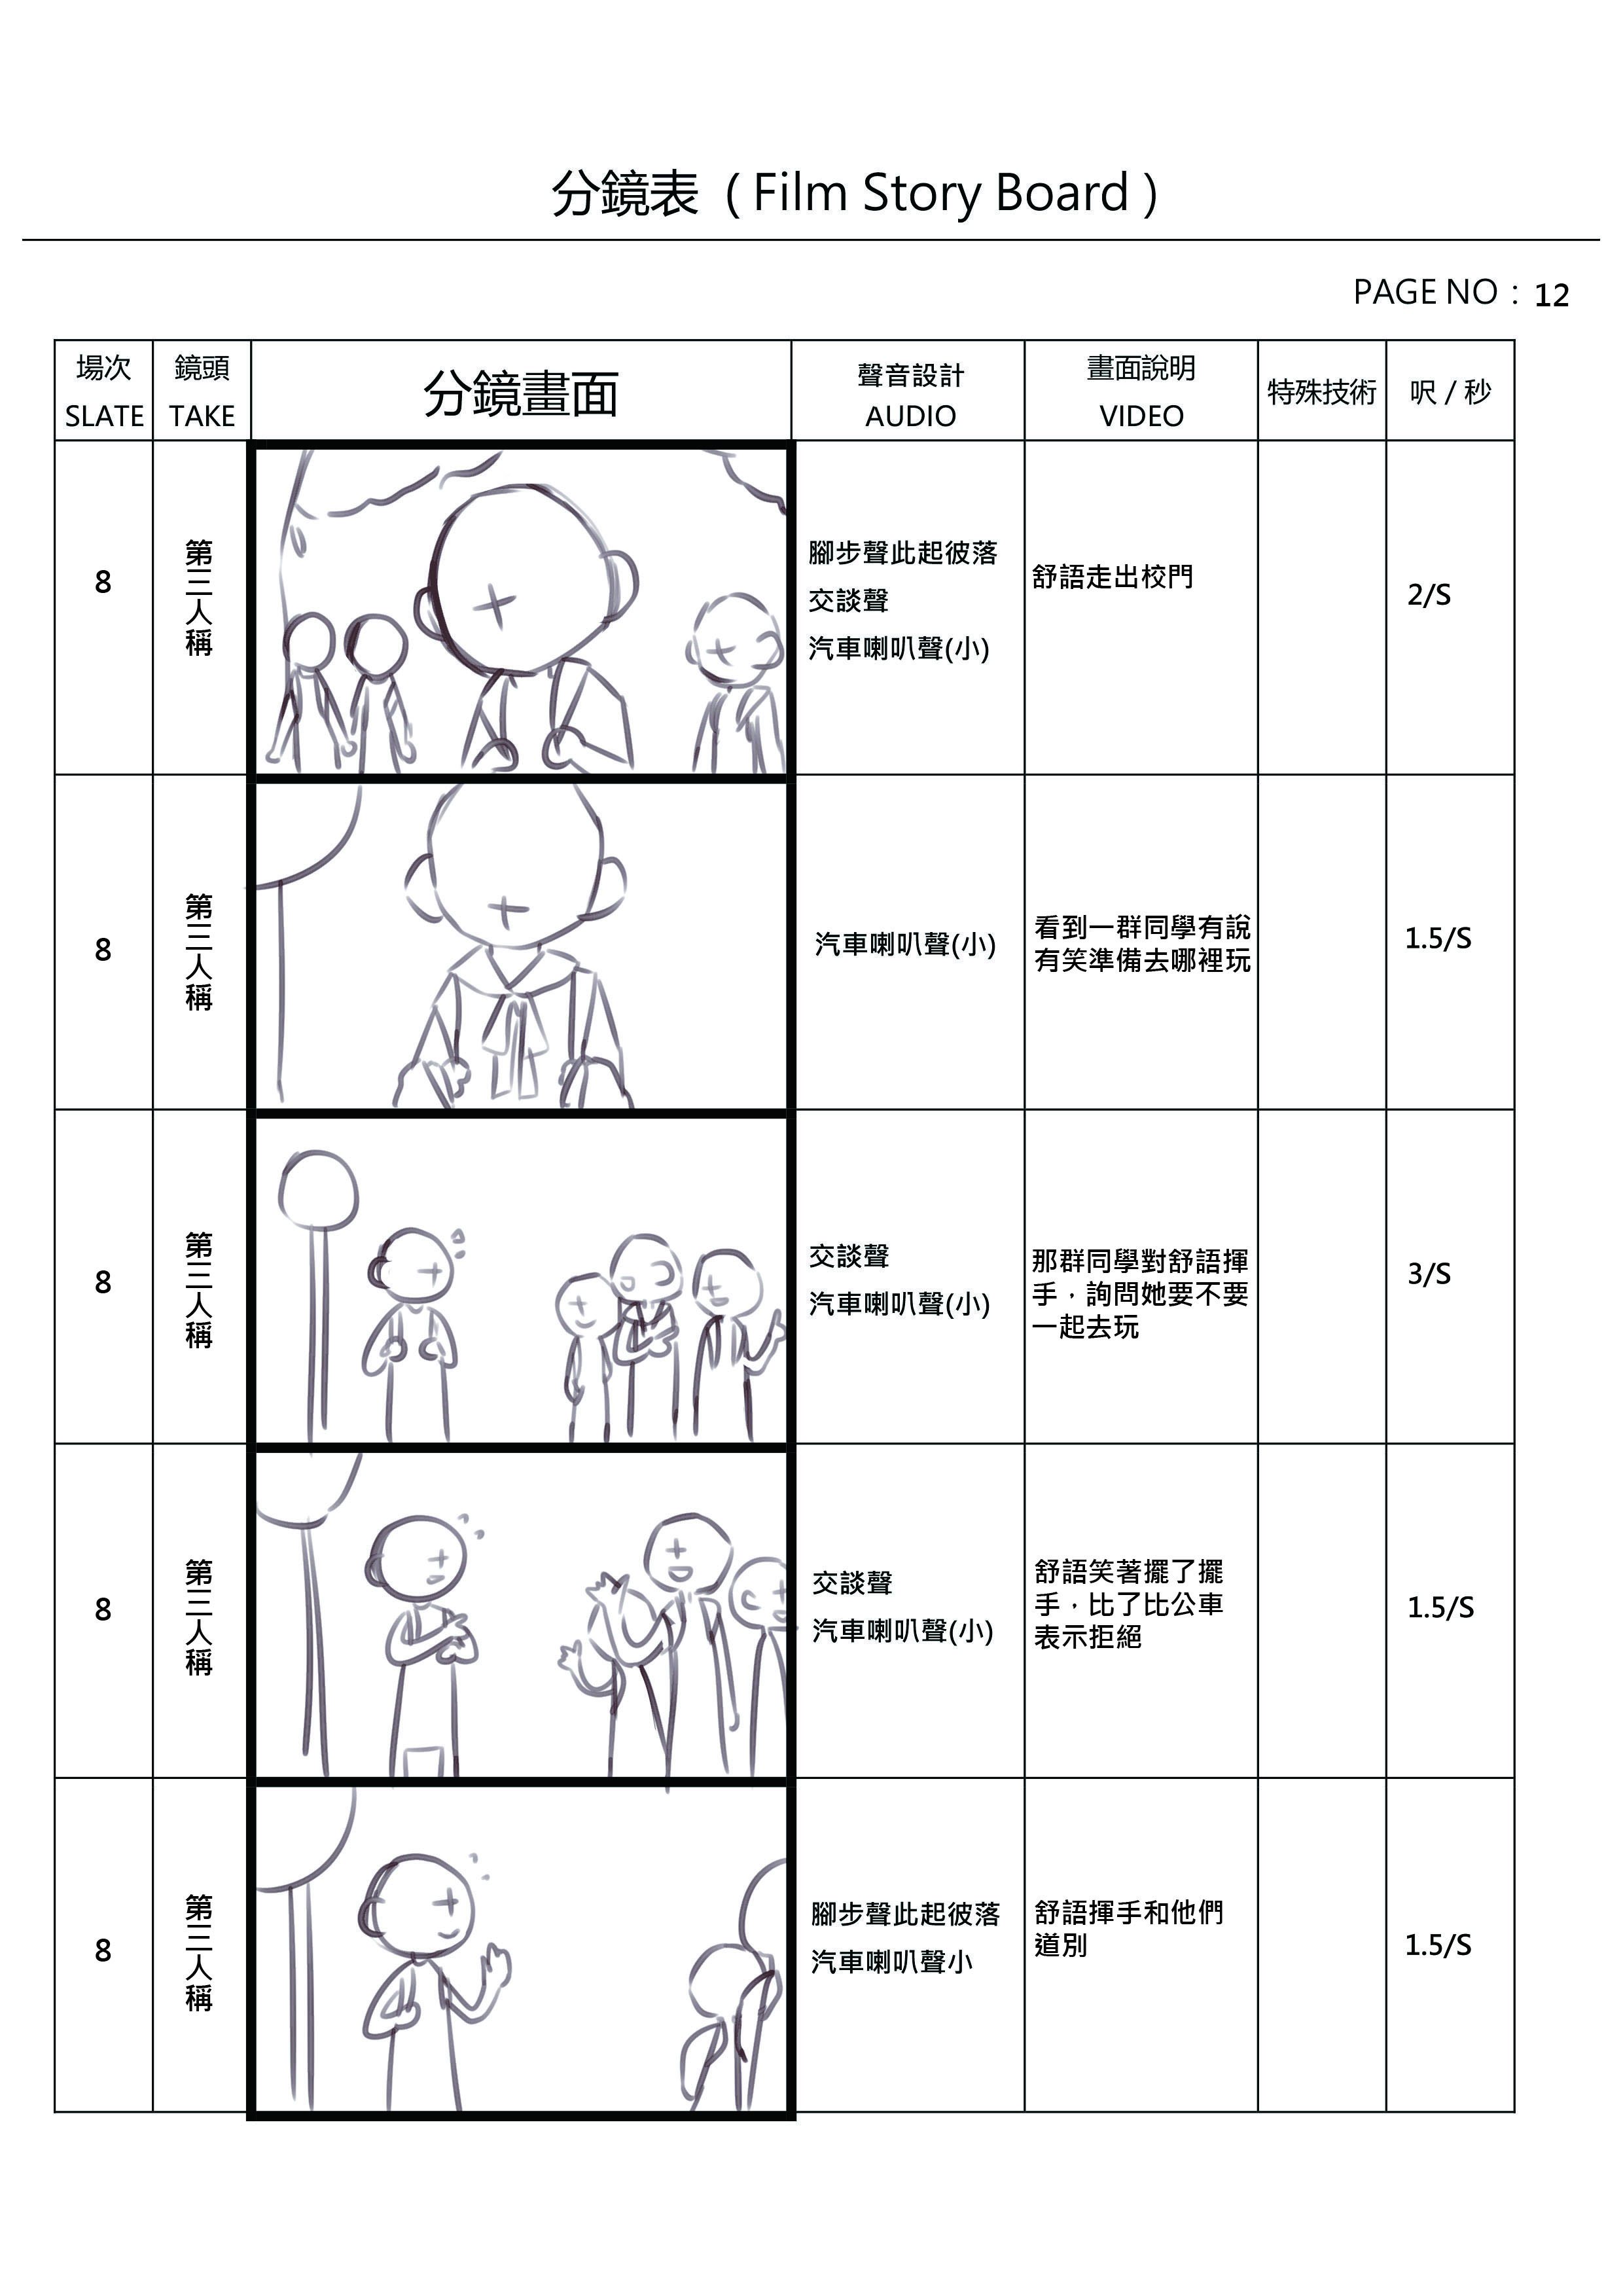 分鏡表（Film Story Board）
PAGE NO：12
場次
SLATE
鏡頭
TAKE
分鏡畫面
聲音設計
AUDIO
畫面說明
VIDEO
特殊技術
呎／秒
8
第三人稱
腳步聲此起彼落
交談聲
汽車喇叭聲(小)
舒語走出校門
2/S
8
第三人稱
汽車喇叭聲(小)
看到一群同學有說
有笑準備去哪裡玩
1.5/S
8
第三人稱
交談聲
汽車喇叭聲(小)
那群同學對舒語揮
手，詢問她要不要
一起去玩
3/S
8
第三人稱
交談聲
汽車喇叭聲(小)
舒語笑著擺了擺
手，比了比公車
表示拒絕
1.5/S
8
第三人稱
腳步聲此起彼落
汽車喇叭聲小
舒語揮手和他們
道別
1.5/S